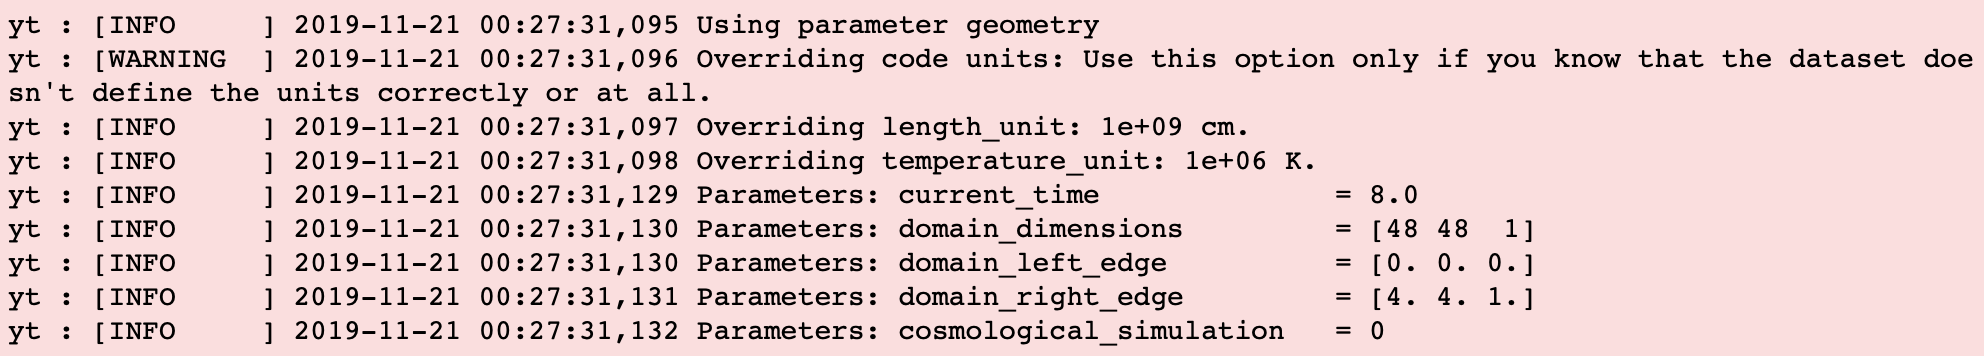 yt : [INFO     ] 2019-11-21 00:27:31,095 Using parameter geometry
yt : [WARNING  ] 2019-11-21 00:27:31,096 Overriding code units: Use this option only if you know that the dataset doe
sn't define the units correctly or at all.
yt : [INFO     ] 2019-11-21 00:27:31,097 Overriding length_unit: 1e+09 cm.
yt : [INFO     ] 2019-11-21 00:27:31,098 Overriding temperature_unit: 1e+06 K.
yt : [INFO     ] 2019-11-21 00:27:31,129 Parameters: current_time              = 8.0
yt : [INFO     ] 2019-11-21 00:27:31,130 Parameters: domain_dimensions         = [48 48  1]
yt : [INFO     ] 2019-11-21 00:27:31,130 Parameters: domain_left_edge          = [0. 0. 0.]
yt : [INFO     ] 2019-11-21 00:27:31,131 Parameters: domain_right_edge         = [4. 4. 1.]
yt : [INFO     ] 2019-11-21 00:27:31,132 Parameters: cosmological_simulation   = 0